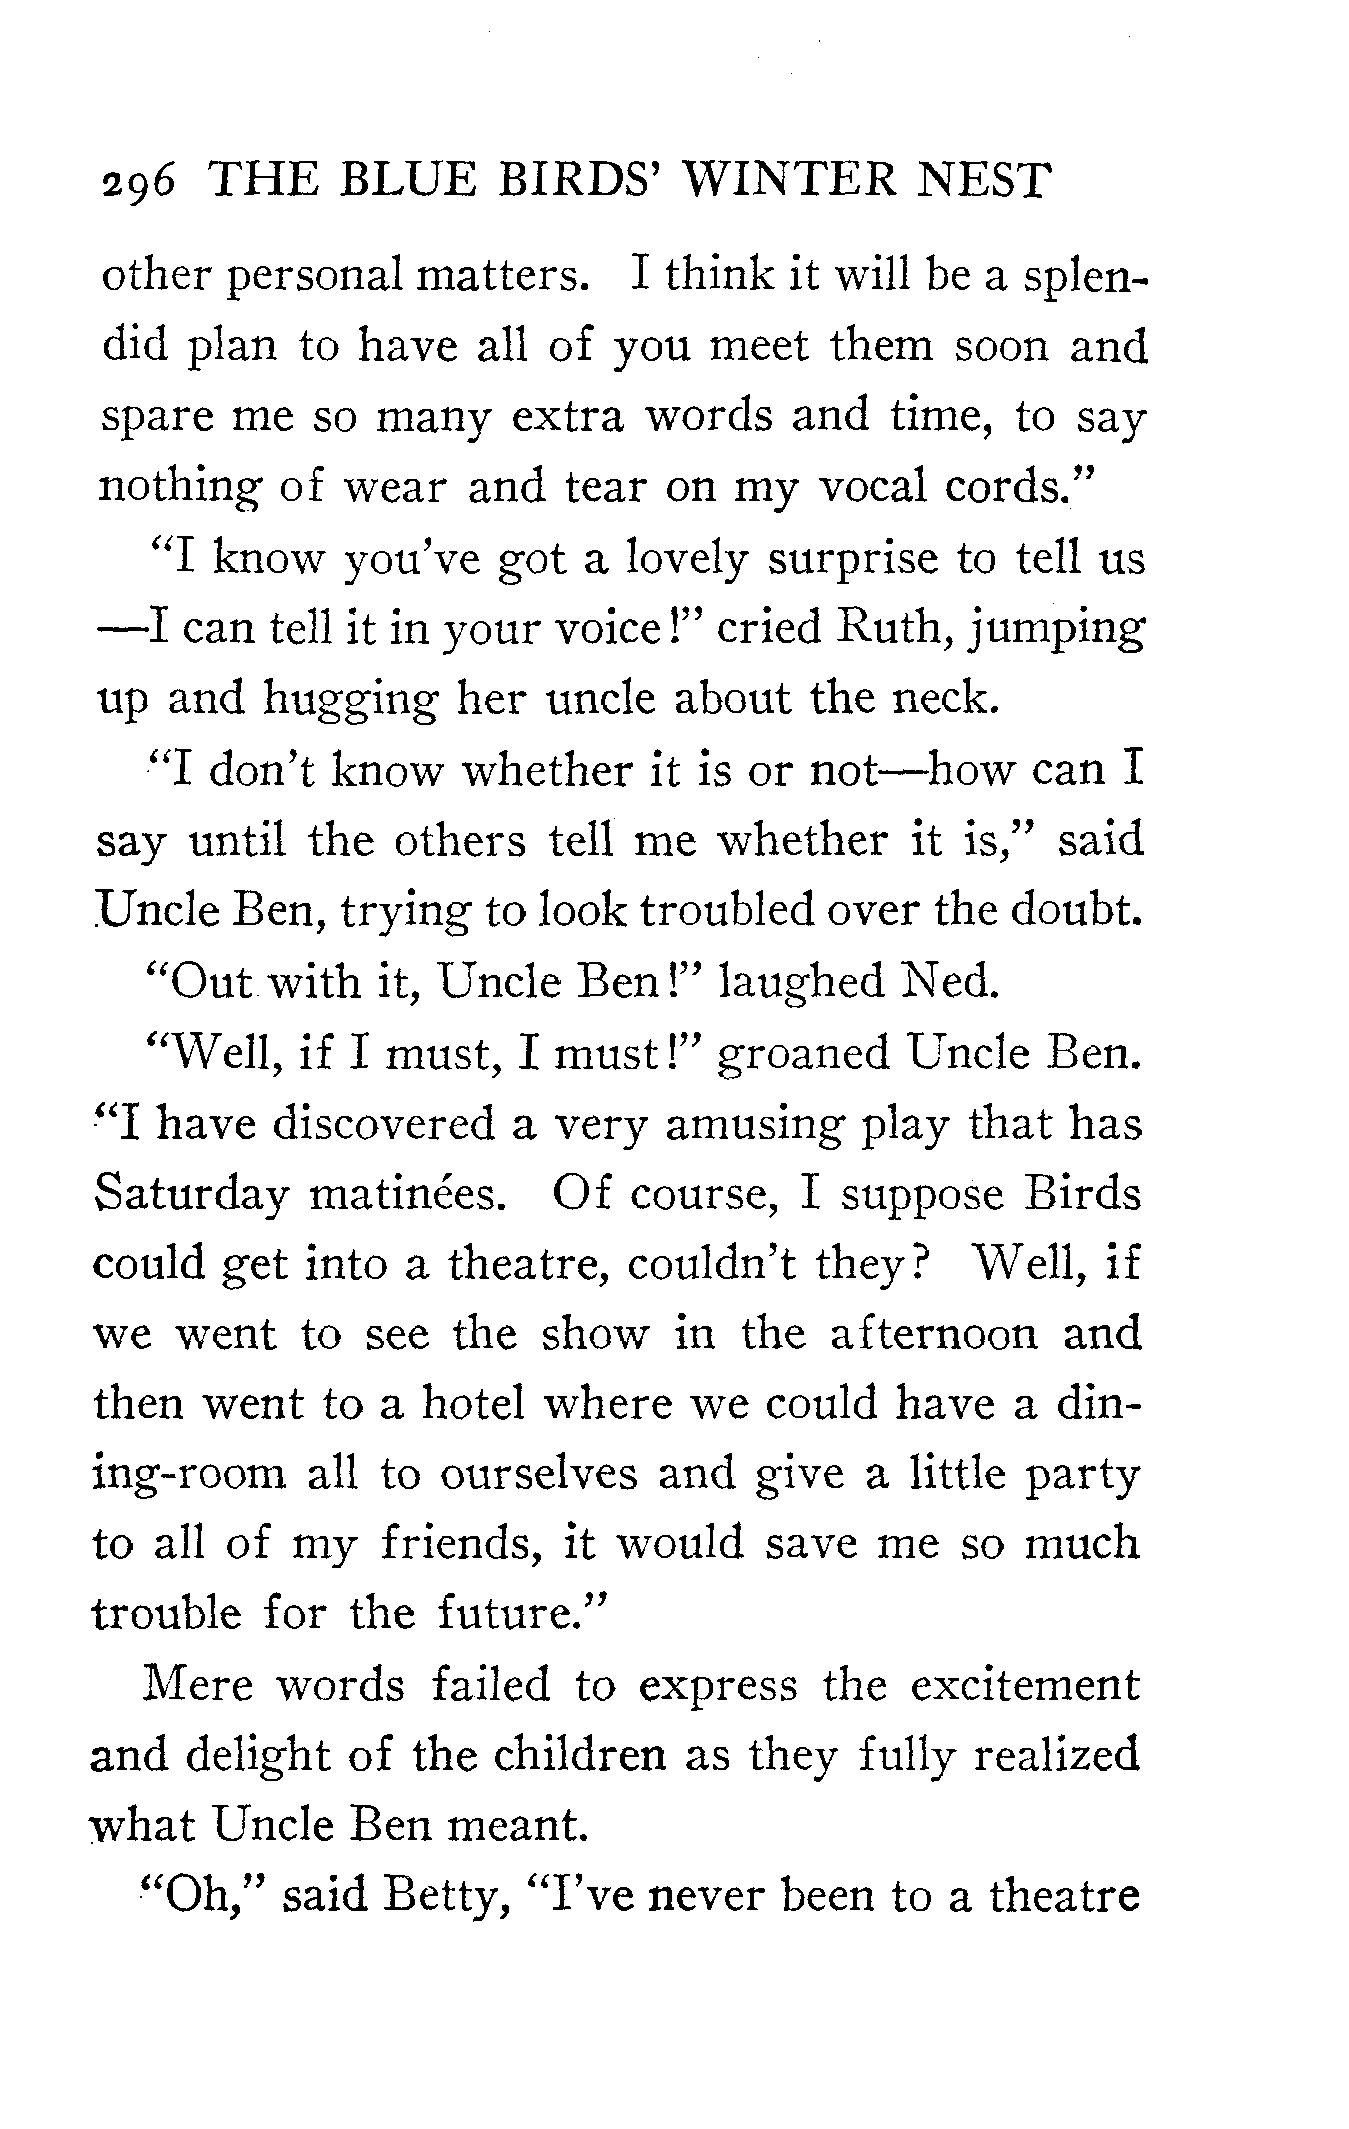 296 THE BLUE BIRDS' WINTER NEST
other personal matters. I think it will be a splen-
did plan to have all of you meet them soon and
spare me so many extra words and time, to say
nothing of wear and tear on my vocal cords."
"I know you've got a lovely surprise to tell us
—I can tell it in your voice!" cried Ruth, jumping
up and hugging her uncle about the neck.
"I don't know whether it is or not—how can I
say until the others tell me whether it is," said
Uncle Ben, trying to look troubled over the doubt.
"Out with it, Uncle Ben!" laughed Ned.
"Well, if I must, I must!" groaned Uncle Ben.
"I have discovered a very amusing play that has
Saturday matinées. Of course, I suppose Birds
could get into a theatre, couldn't they? Well, if
we went to see the show in the afternoon and
then went to a hotel where we could have a din-
ing-room all to ourselves and give a little party
to all of my friends, it would save me so much
trouble for the future."
Mere words failed to express the excitement
and delight of the children as they fully realized
what Uncle Ben meant.
"Oh," said Betty, "I've never been to a theatre